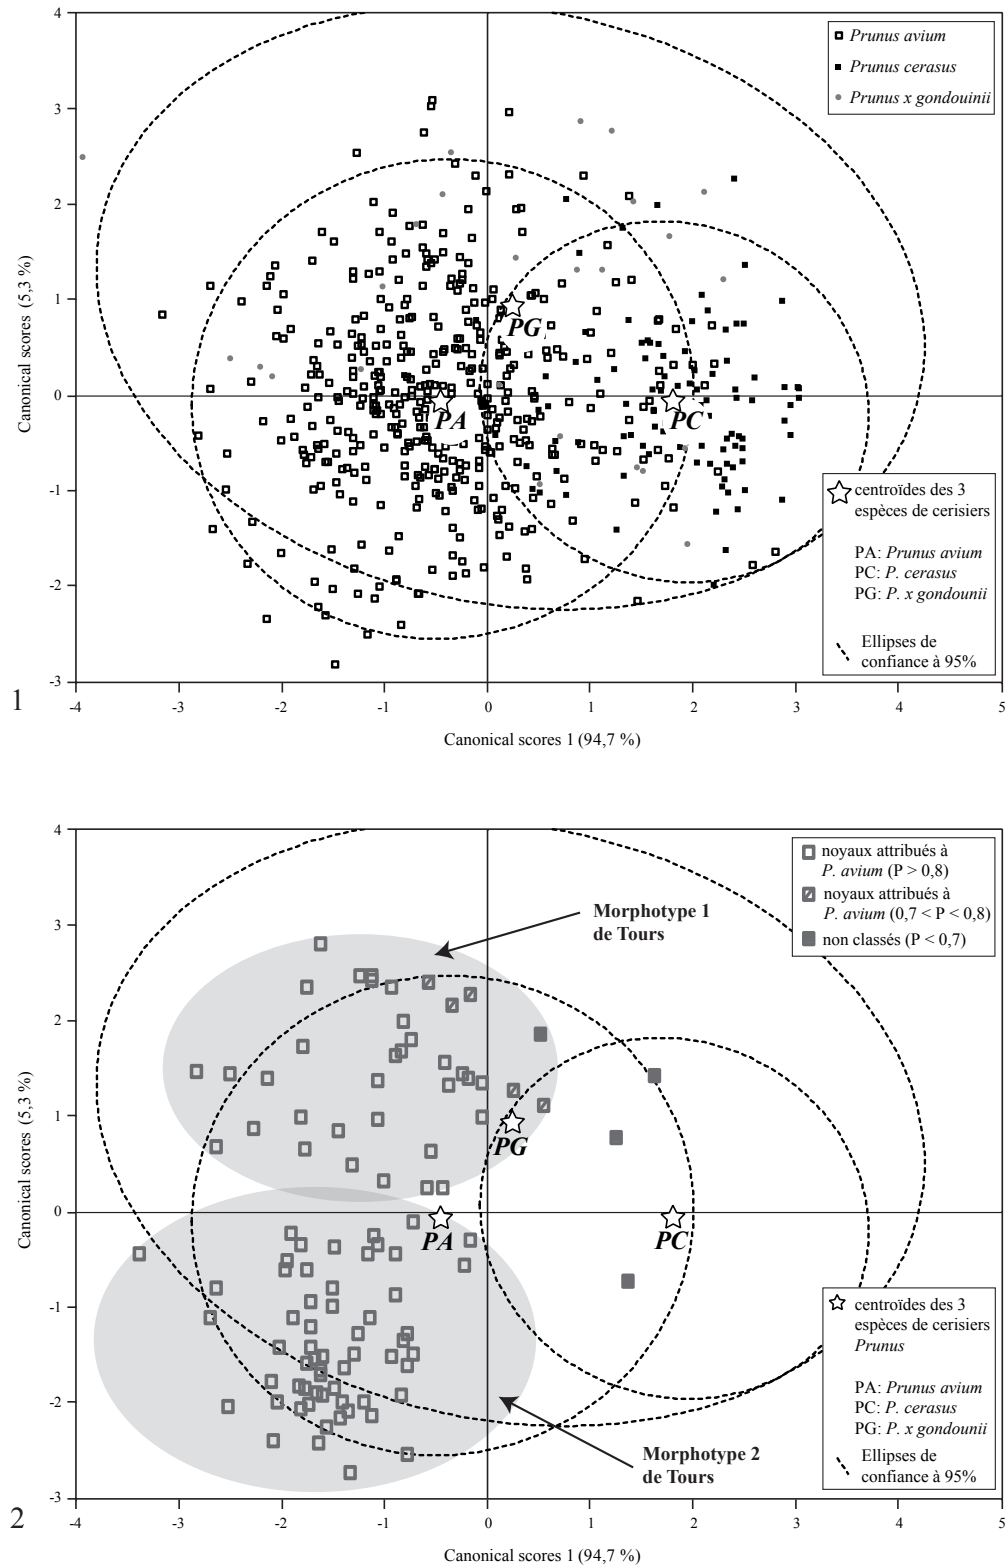 4
3
2
1
0
-1
-2
-3
-4
-3
-2
-1
0
1
2
3
4
5
Canonical scores 2 (5,3 %)
Canonical scores 1 (94,7 %)
Prunus avium
Prunus cerasus
Prunus x gondouinii
PG
PA
PC
centroïdes des 3
espèces de cerisiers
PA: Prunus avium
PC: P. cerasus
PG: P. x gondounii
Ellipses de
confiance à 95%
1
4
3
2
1
0
-1
-2
-3
-4
-3
-2
-1
0
1
2
3
4
5
Canonical scores 2 (5,3 %)
Canonical scores 1 (94,7 %)
noyaux attribués à
P. avium (P > 0,8)
noyaux attribués à
P. avium (0,7 < P < 0,8)
non classés (P < 0,7)
Morphotype 1
de Tours
PG
PA
PC
Morphotype 2
de Tours
centroïdes des 3
espèces de cerisiers
Prunus
PA: Prunus avium
PC: P. cerasus
PG: P. x gondounii
Ellipses de
confiance à 95%
2